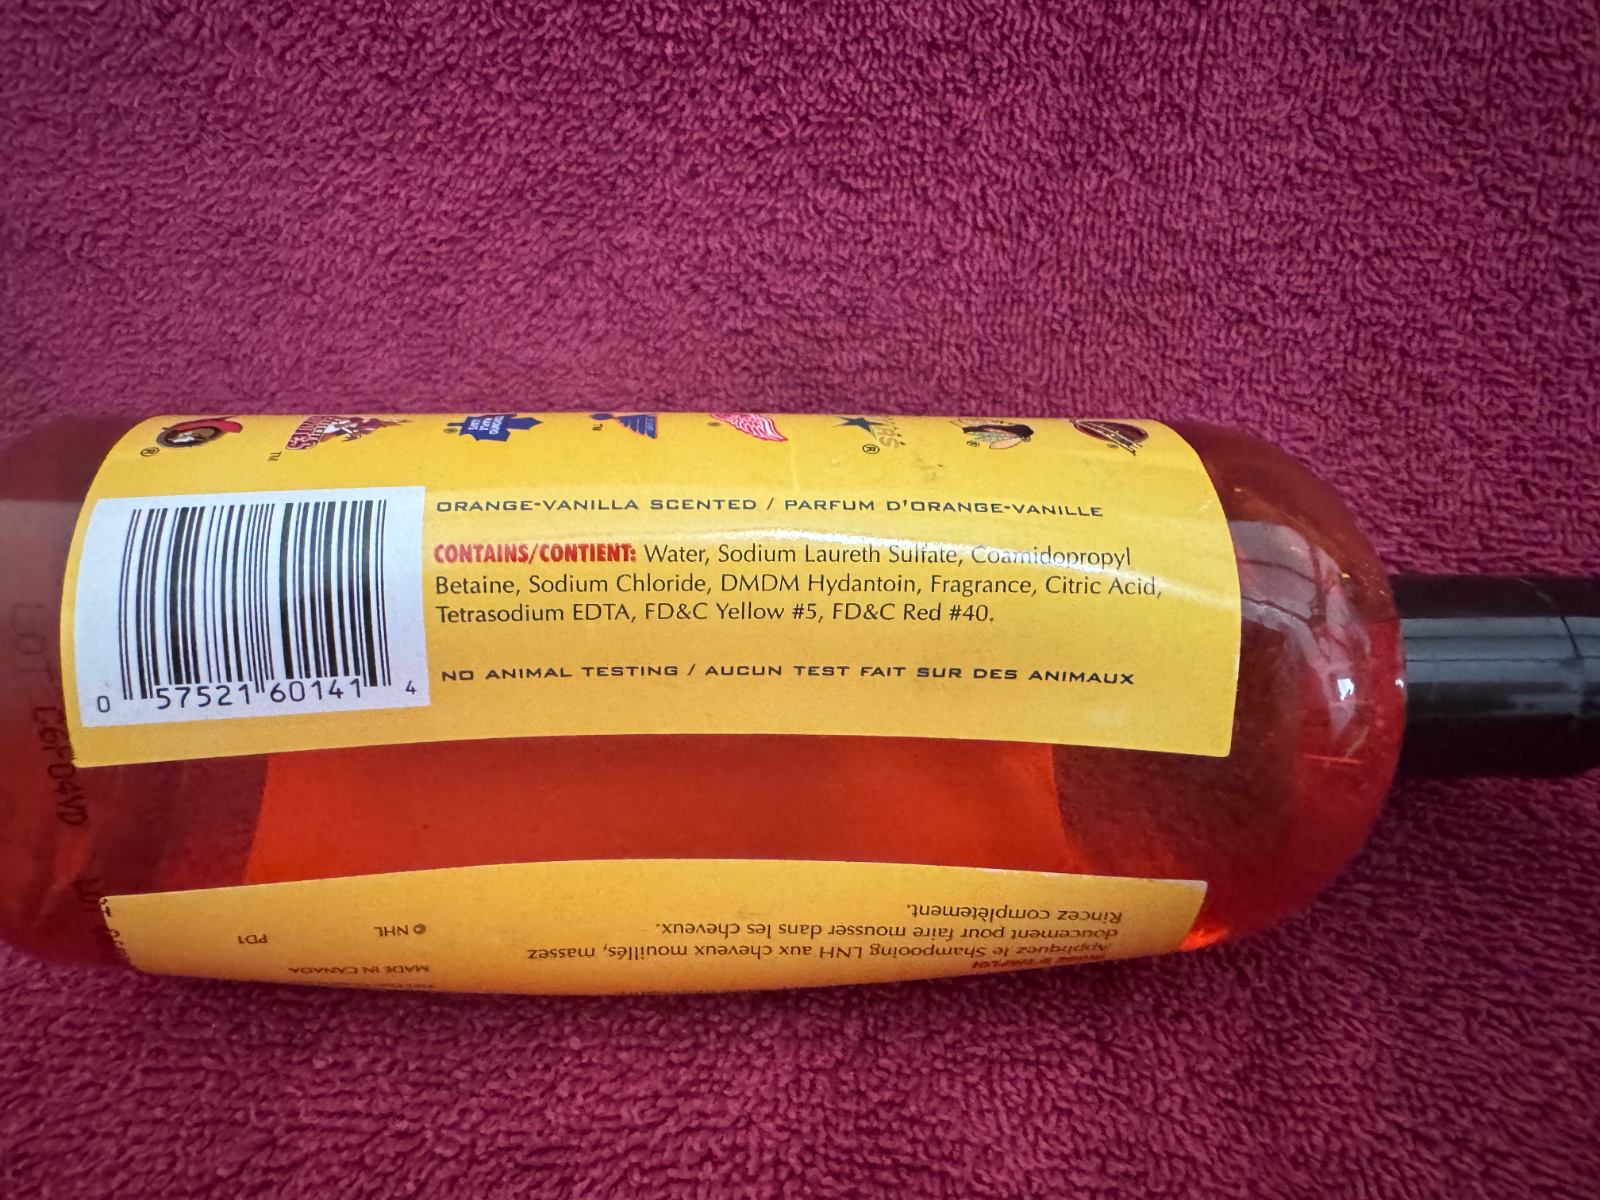 ORANGE-VANILLA SCENTED / PARFUM D'ORANGE-VANILLE
CONTAINS/CONTIENT: Water, Sodium Laureth Sulfate, Coamidopropyl
Betaine, Sodium Chloride, DMDM Hydantoin, Fragrance, Citric Acid,
Tetrasodium EDTA, FD&C Yellow #5, FD&C Red #40.
NO ANIMAL TESTING / AUCUN TEST FAIT SUR DES ANIMAUX
0 57521 60141 4
Appliquez le Shampooing LNH aux cheveux mouillés, massez
doucement pour faire mousser dans les cheveux.
Rincez complètement.
MADE IN CANADA
© NHL
PD1